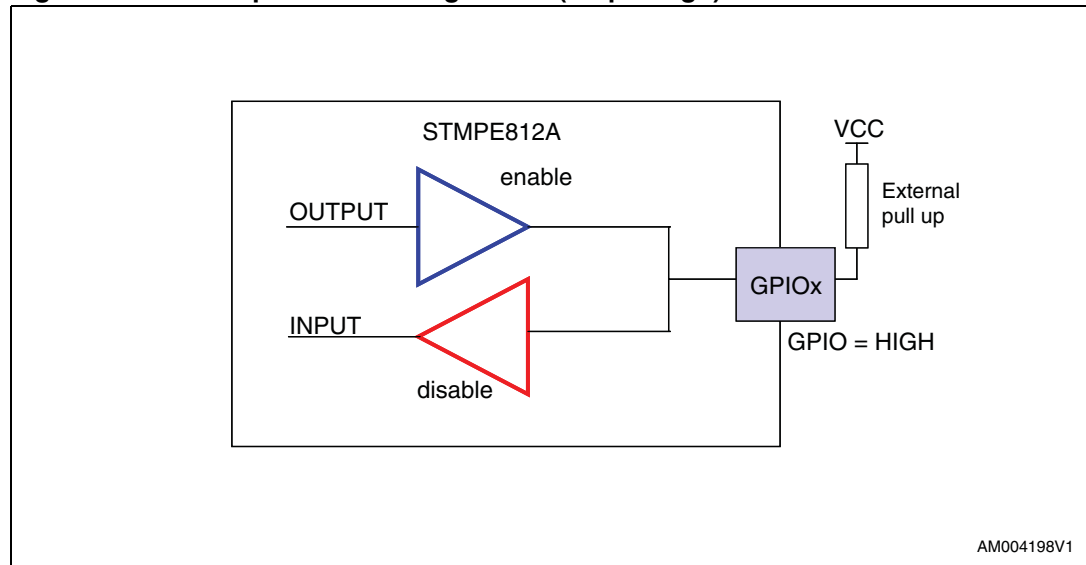 STMPE812A
VCC
enable
External
pull up
OUTPUT
GPIOx
INPUT
GPIO = HIGH
disable
AM004198V1